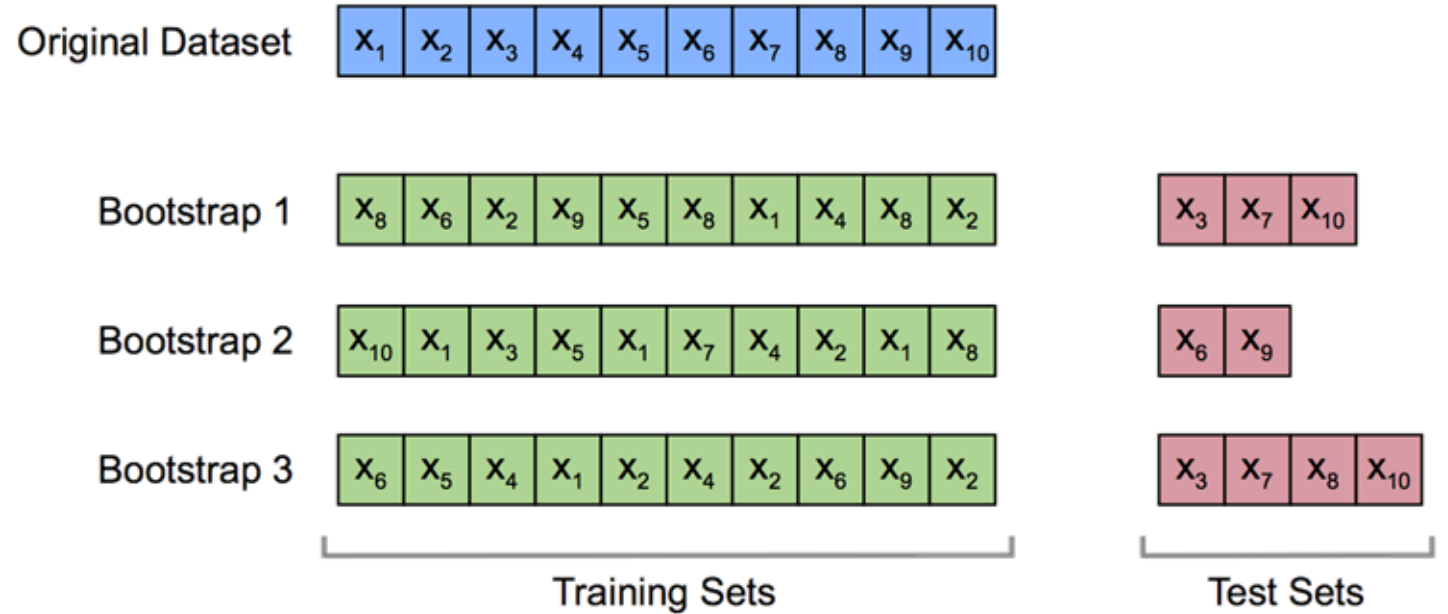 Original Dataset X₁ X₂ X₃ X₄ X₅ X₆ X₇ X₈ X₉ X₁₀
Bootstrap 1 X₈ X₆ X₂ X₉ X₅ X₈ X₁ X₄ X₈ X₂ X₃ X₇ X₁₀
Bootstrap 2 X₁₀ X₁ X₃ X₅ X₁ X₇ X₄ X₂ X₁ X₈ X₆ X₉
Bootstrap 3 X₆ X₅ X₄ X₁ X₂ X₄ X₂ X₆ X₉ X₂ X₃ X₇ X₈ X₁₀
Training Sets Test Sets